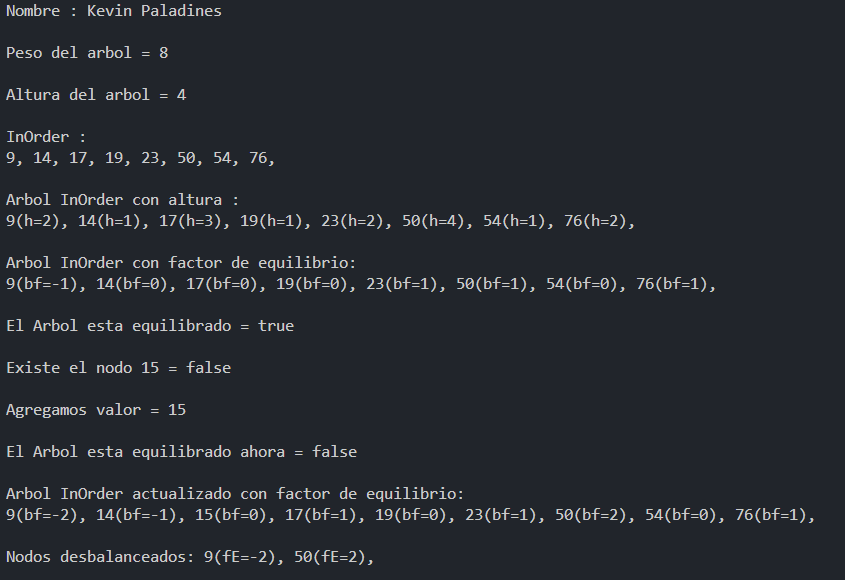 Nombre : Kevin Paladines
Peso del arbol = 8
Altura del arbol = 4
InOrder :
9, 14, 17, 19, 23, 50, 54, 76,
Arbol InOrder con altura :
9(h=2), 14(h=1), 17(h=3), 19(h=1), 23(h=2), 50(h=4), 54(h=1), 76(h=2),
Arbol InOrder con factor de equilibrio:
9(bf=-1), 14(bf=0), 17(bf=0), 19(bf=0), 23(bf=1), 50(bf=1), 54(bf=0), 76(bf=1),
El Arbol esta equilibrado = true
Existe el nodo 15 = false
Agregamos valor = 15
El Arbol esta equilibrado ahora = false
Arbol InOrder actualizado con factor de equilibrio:
9(bf=-2), 14(bf=-1), 15(bf=0), 17(bf=1), 19(bf=0), 23(bf=1), 50(bf=2), 54(bf=0), 76(bf=1),
Nodos desbalanceados: 9(fE=-2), 50(fE=2),